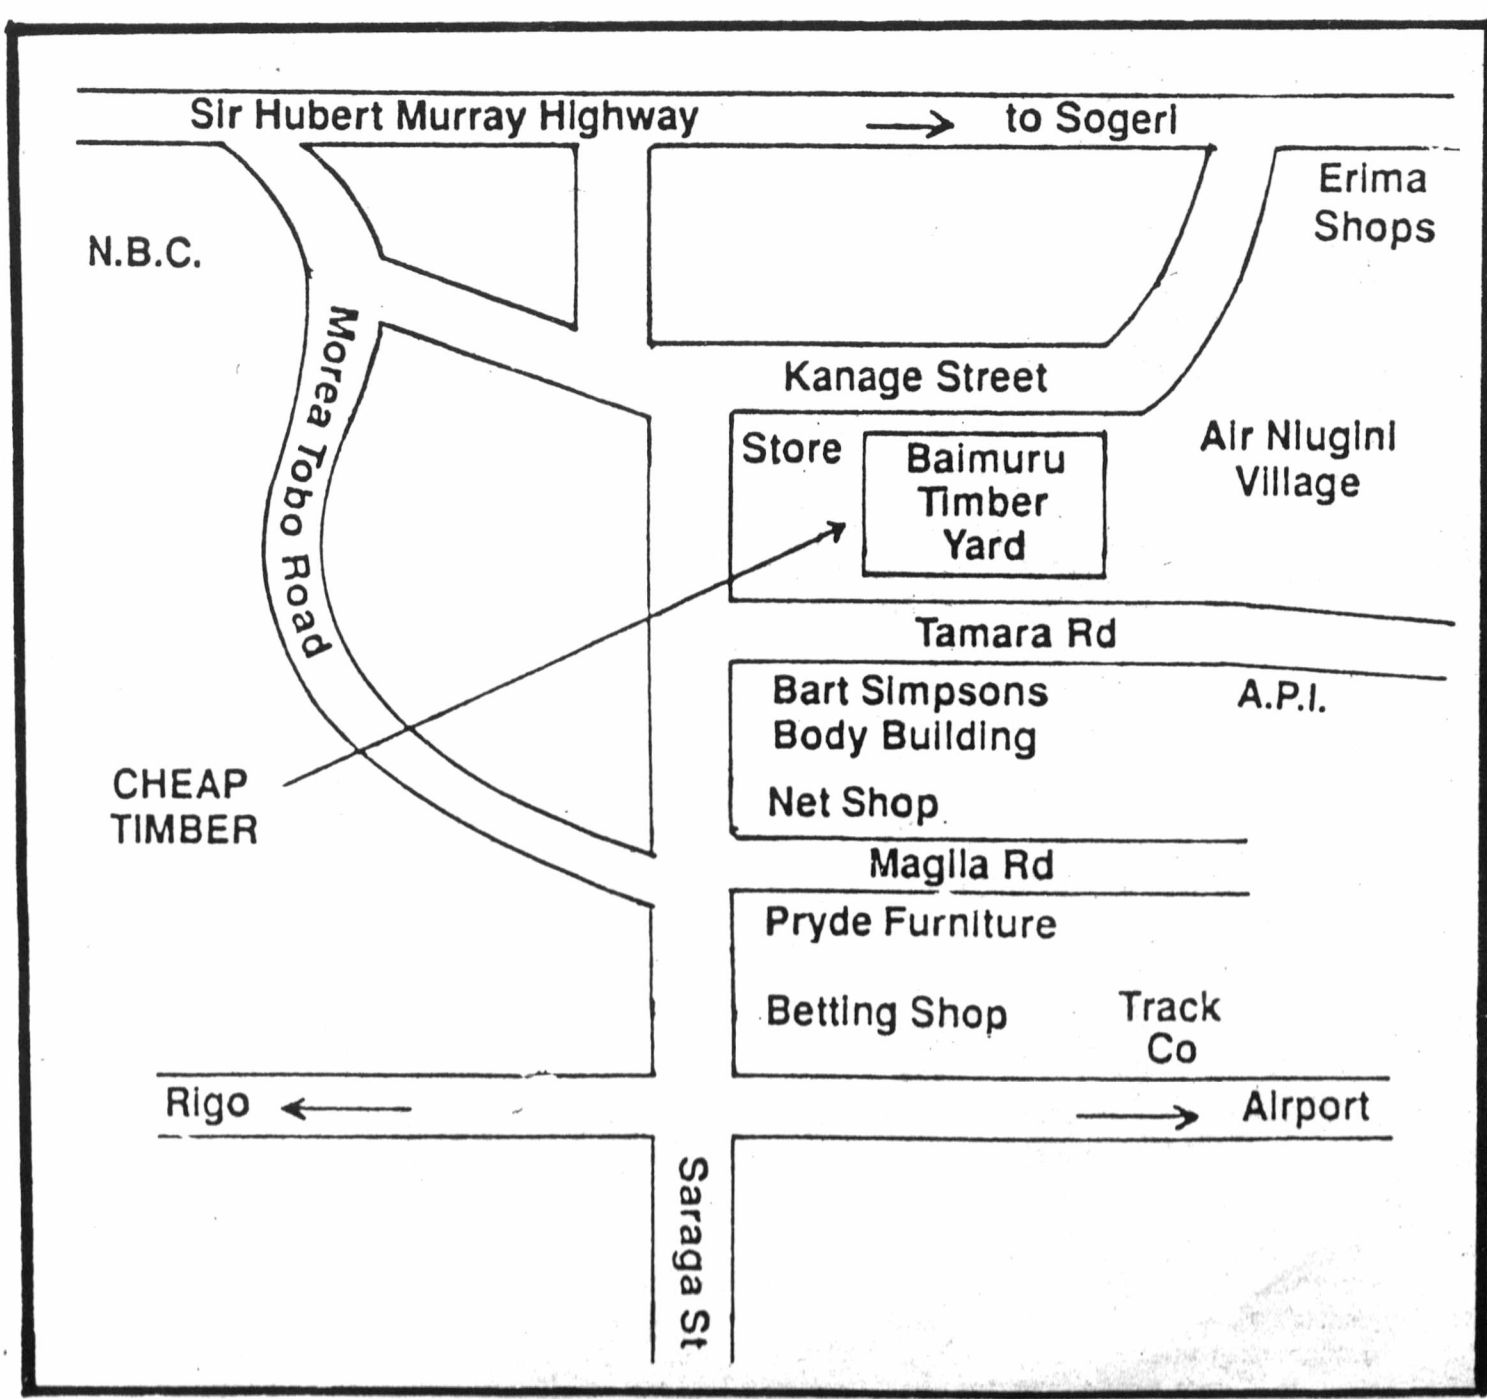 Sir Hubert Murray Highway → to Sogeri
Erima
Shops
N.B.C.
Morea Tobo Road
Kanage Street
Store
Baimuru
Timber
Yard
Air Niugini
Village
Tamara Rd
Bart Simpsons
Body Building
A.P.I.
Net Shop
CHEAP
TIMBER
Magila Rd
Pryde Furniture
Betting Shop
Track
Co
Rigo ←
→ Airport
Saraga St